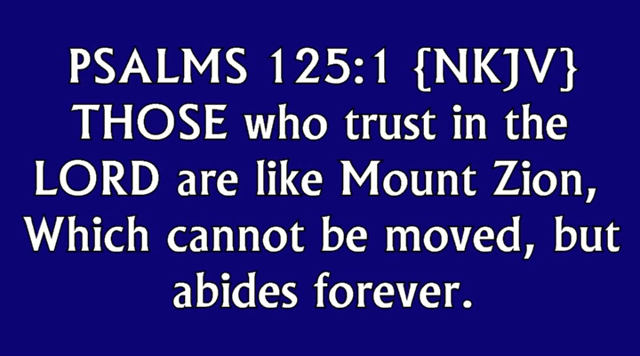 PSALMS 125:1 {NKJV}
THOSE who trust in the
LORD are like Mount Zion,
Which cannot be moved, but
abides forever.